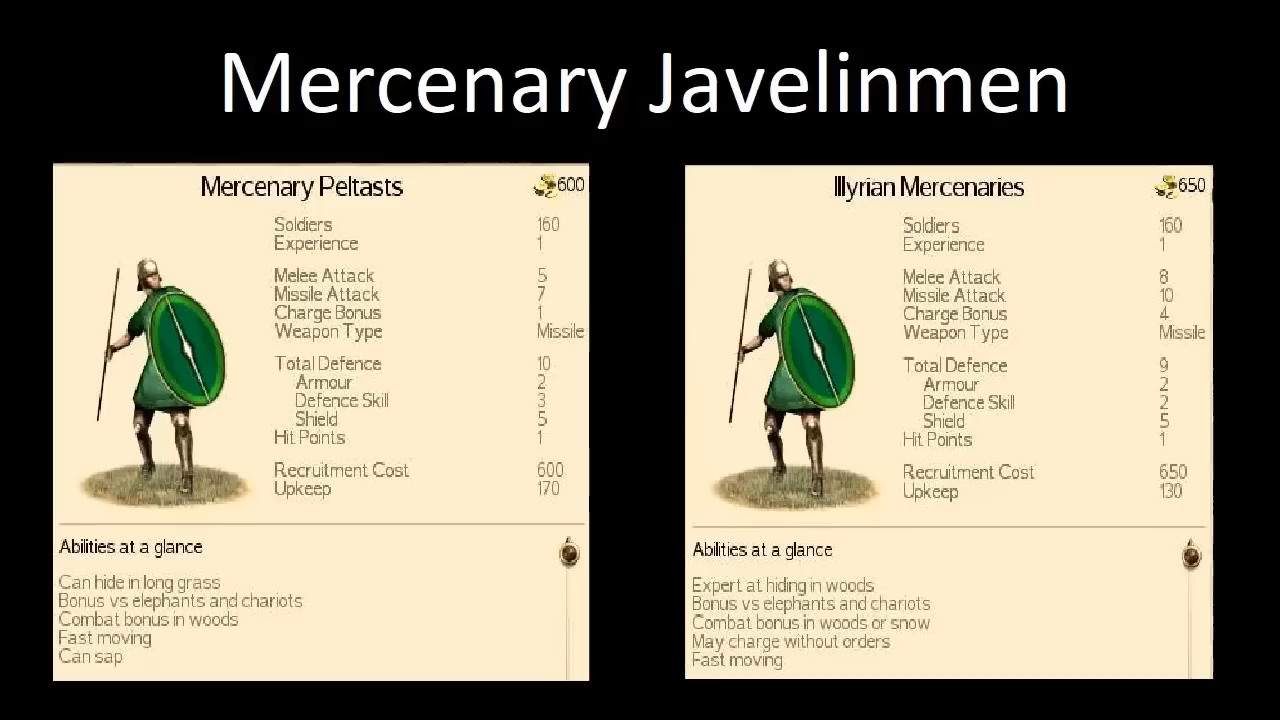 Mercenary Javelinmen
Mercenary Peltasts 600
Soldiers 160
Experience 1
Melee Attack 5
Missile Attack 7
Charge Bonus 1
Weapon Type Missile
Total Defence 10
Armour 2
Defence Skill 3
Shield 5
Hit Points 1
Recruitment Cost 600
Upkeep 170
Abilities at a glance
Can hide in long grass
Bonus vs elephants and chariots
Combat bonus in woods
Fast moving
Can sap
Illyrian Mercenaries 650
Soldiers 160
Experience 1
Melee Attack 8
Missile Attack 10
Charge Bonus 4
Weapon Type Missile
Total Defence 9
Armour 2
Defence Skill 2
Shield 5
Hit Points 1
Recruitment Cost 650
Upkeep 130
Abilities at a glance
Expert at hiding in woods
Bonus vs elephants and chariots
Combat bonus in woods or snow
May charge without orders
Fast moving